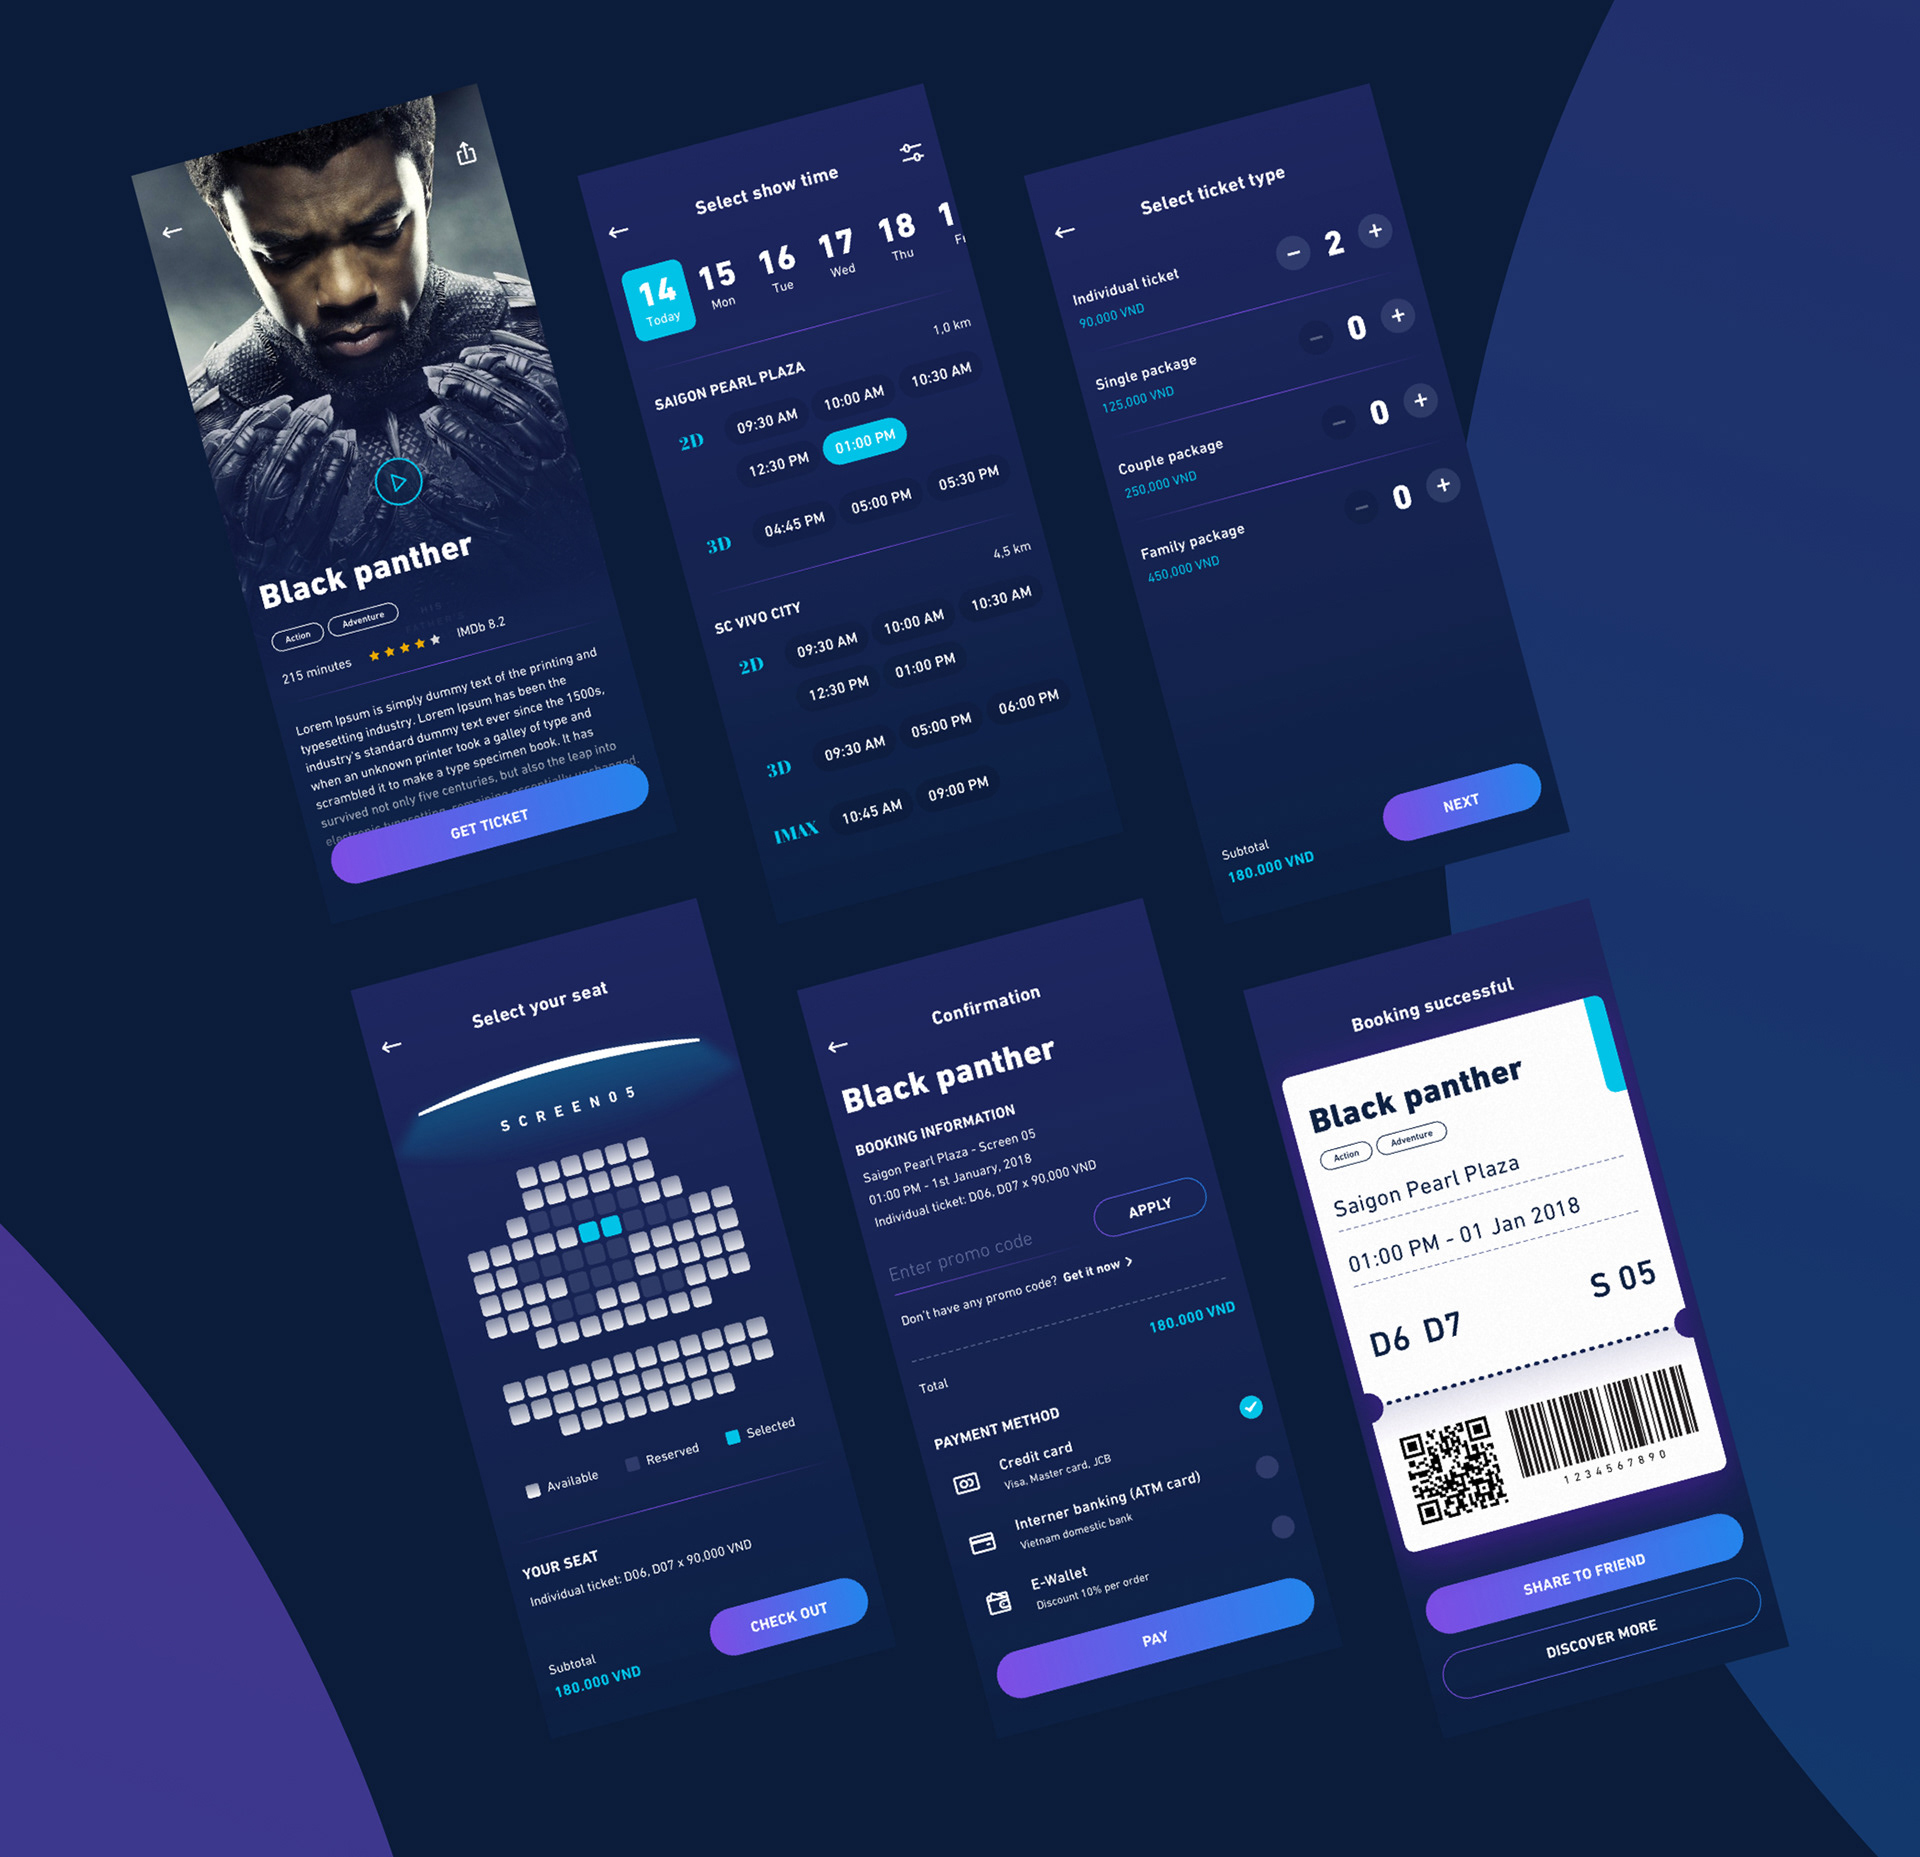 Black panther
Action
Adventure
215 minutes
IMDb 8.2
Lorem Ipsum is simply dummy text of the printing and
typesetting industry. Lorem Ipsum has been the
industry's standard dummy text ever since the 1500s,
when an unknown printer took a galley of type and
scrambled it to make a type specimen book. It has
survived not only five centuries, but also the leap into
electronic typesetting, remaining essentially unchanged.
GET TICKET
Select show time
14
Today
15
Mon
16
Tue
17
Wed
18
Thu
1,0 km
SAIGON PEARL PLAZA
2D
09:30 AM
10:00 AM
10:30 AM
12:30 PM
01:00 PM
3D
04:45 PM
05:00 PM
05:30 PM
4,5 km
SC VIVO CITY
2D
09:30 AM
10:00 AM
10:30 AM
12:30 PM
01:00 PM
3D
09:30 AM
05:00 PM
06:00 PM
IMAX
10:45 AM
09:00 PM
Select ticket type
Individual ticket
90,000 VND
2
Single package
125,000 VND
0
Couple package
250,000 VND
0
Family package
450,000 VND
0
Subtotal
180.000 VND
NEXT
Select your seat
SCREEN05
Available
Reserved
Selected
YOUR SEAT
Individual ticket: D06, D07 x 90,000 VND
Subtotal
180.000 VND
CHECK OUT
Confirmation
Black panther
BOOKING INFORMATION
Saigon Pearl Plaza - Screen 05
01:00 PM - 1st January, 2018
Individual ticket: D06, D07 x 90,000 VND
Enter promo code
APPLY
Don't have any promo code? Get it now
180.000 VND
Total
PAYMENT METHOD
Credit card
Visa, Master card, JCB
Interner banking (ATM card)
Vietnam domestic bank
E-Wallet
Discount 10% per order
PAY
Booking successful
Black panther
Action
Adventure
Saigon Pearl Plaza
01:00 PM - 01 Jan 2018
S 05
D6 D7
1234567890
SHARE TO FRIEND
DISCOVER MORE